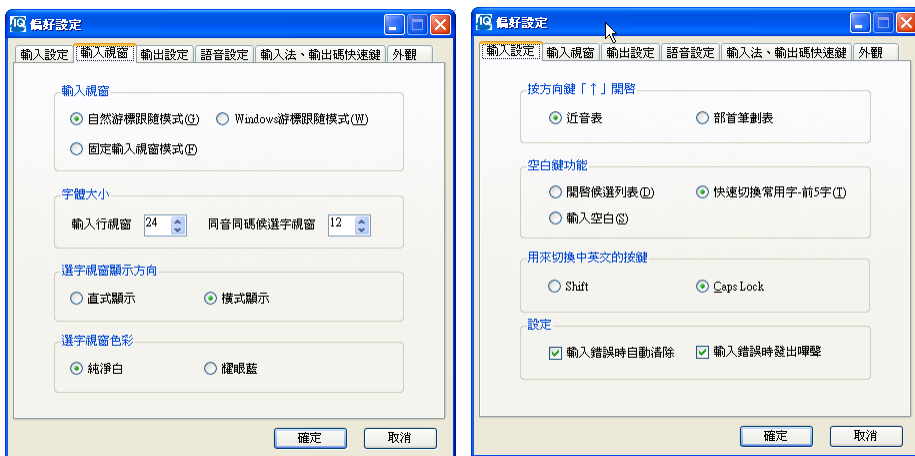 偏好設定
輸入設定 輸入視窗 輸出設定 語音設定 輸入法、輸出碼快速鍵 外觀
輸入視窗
自然游標跟隨模式(G) Windows游標跟隨模式(W)
固定輸入視窗模式(F)
字體大小
輸入行視窗 24 同音同碼候選字視窗 12
選字視窗顯示方向
直式顯示 橫式顯示
選字視窗色彩
純淨白 耀眼藍
確定 取消
偏好設定
輸入設定 輸入視窗 輸出設定 語音設定 輸入法、輸出碼快速鍵 外觀
按方向鍵「↑」開啓
近音表 部首筆劃表
空白鍵功能
開啓候選列表(D) 快速切換常用字-前5字(T)
輸入空白(S)
用來切換中英文的按鍵
Shift Caps Lock
設定
輸入錯誤時自動清除 輸入錯誤時發出嗶聲
確定 取消